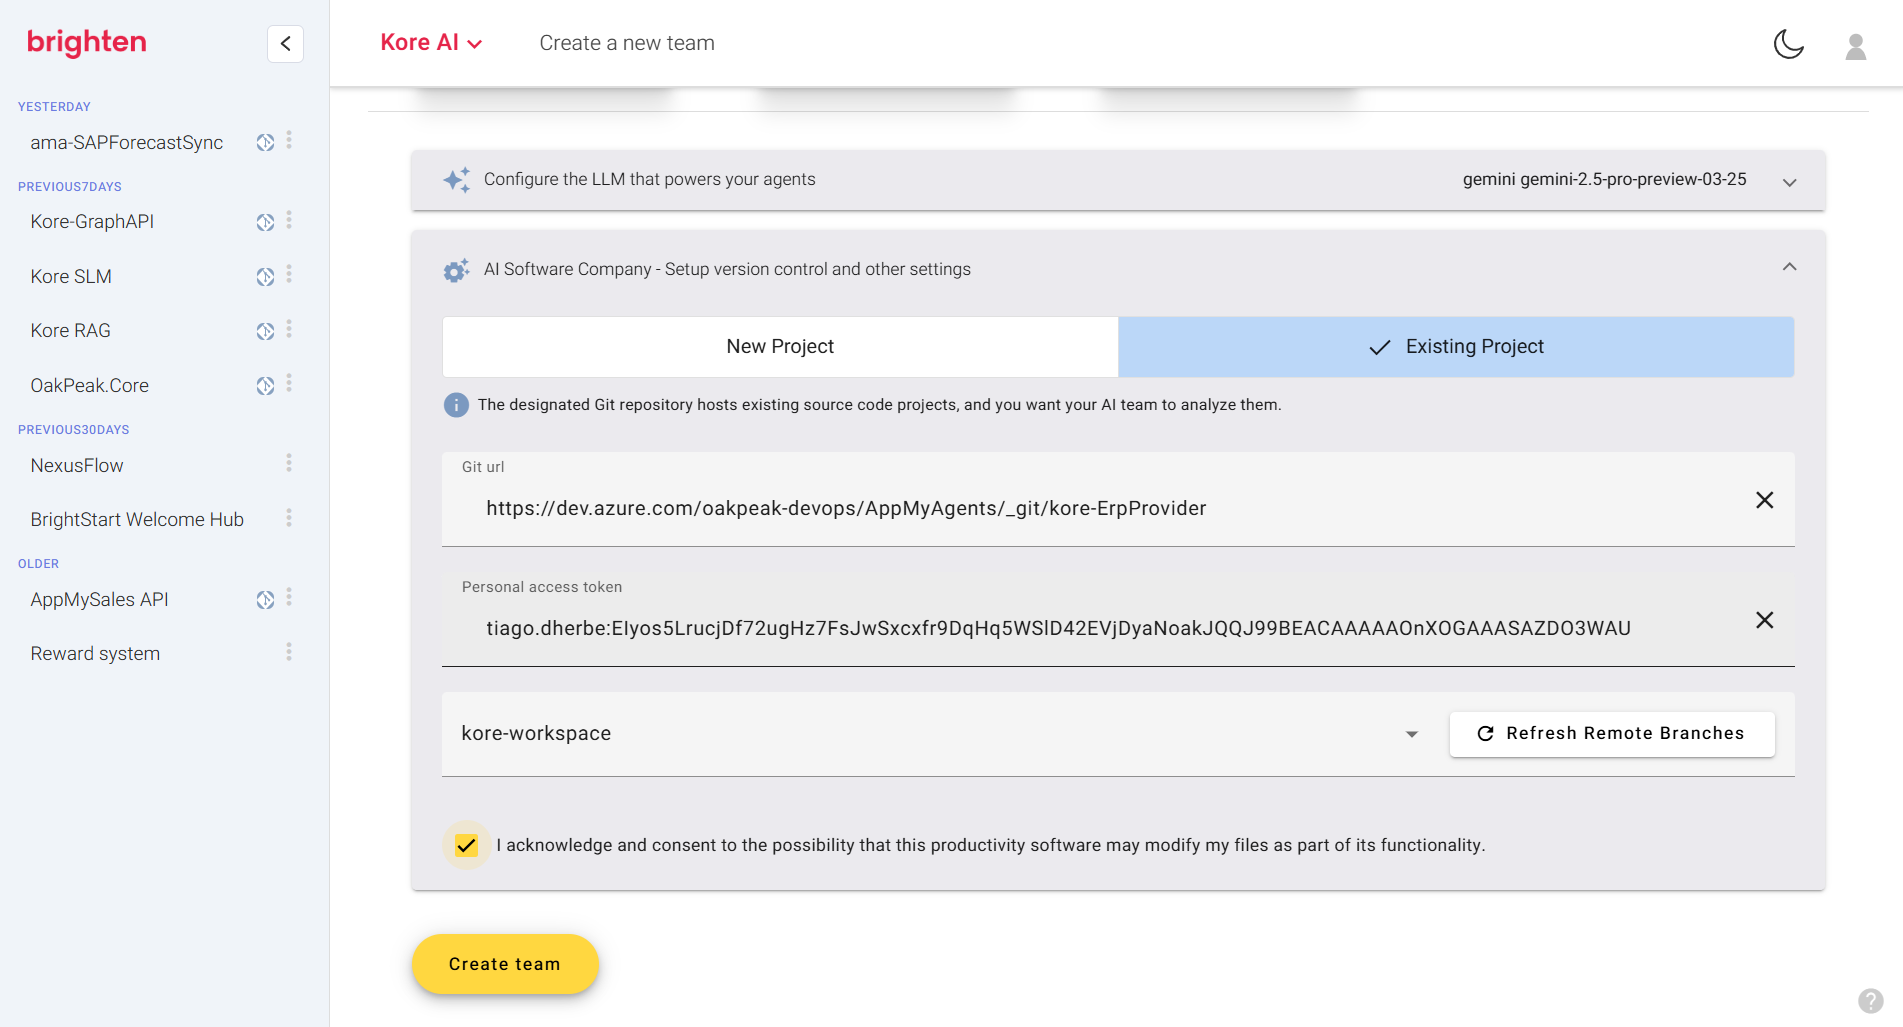 brighten
YESTERDAY
ama-SAPForecastSync
PREVIOUS7DAYS
Kore-GraphAPI
Kore SLM
Kore RAG
OakPeak.Core
PREVIOUS30DAYS
NexusFlow
BrightStart Welcome Hub
OLDER
AppMySales API
Reward system
Kore AI
Create a new team
Configure the LLM that powers your agents
gemini gemini-2.5-pro-preview-03-25
AI Software Company - Setup version control and other settings
New Project
Existing Project
The designated Git repository hosts existing source code projects, and you want your AI team to analyze them.
Git url
https://dev.azure.com/oakpeak-devops/AppMyAgents/_git/kore-ErpProvider
Personal access token
tiago.dherbe:EIyos5LrucjDf72ugHz7FsJwSxcxfr9DqHq5WSlD42EVjDyaNoakJQQJ99BEACAAAAAOnXOGAAASAZDO3WAU
kore-workspace
Refresh Remote Branches
I acknowledge and consent to the possibility that this productivity software may modify my files as part of its functionality.
Create team